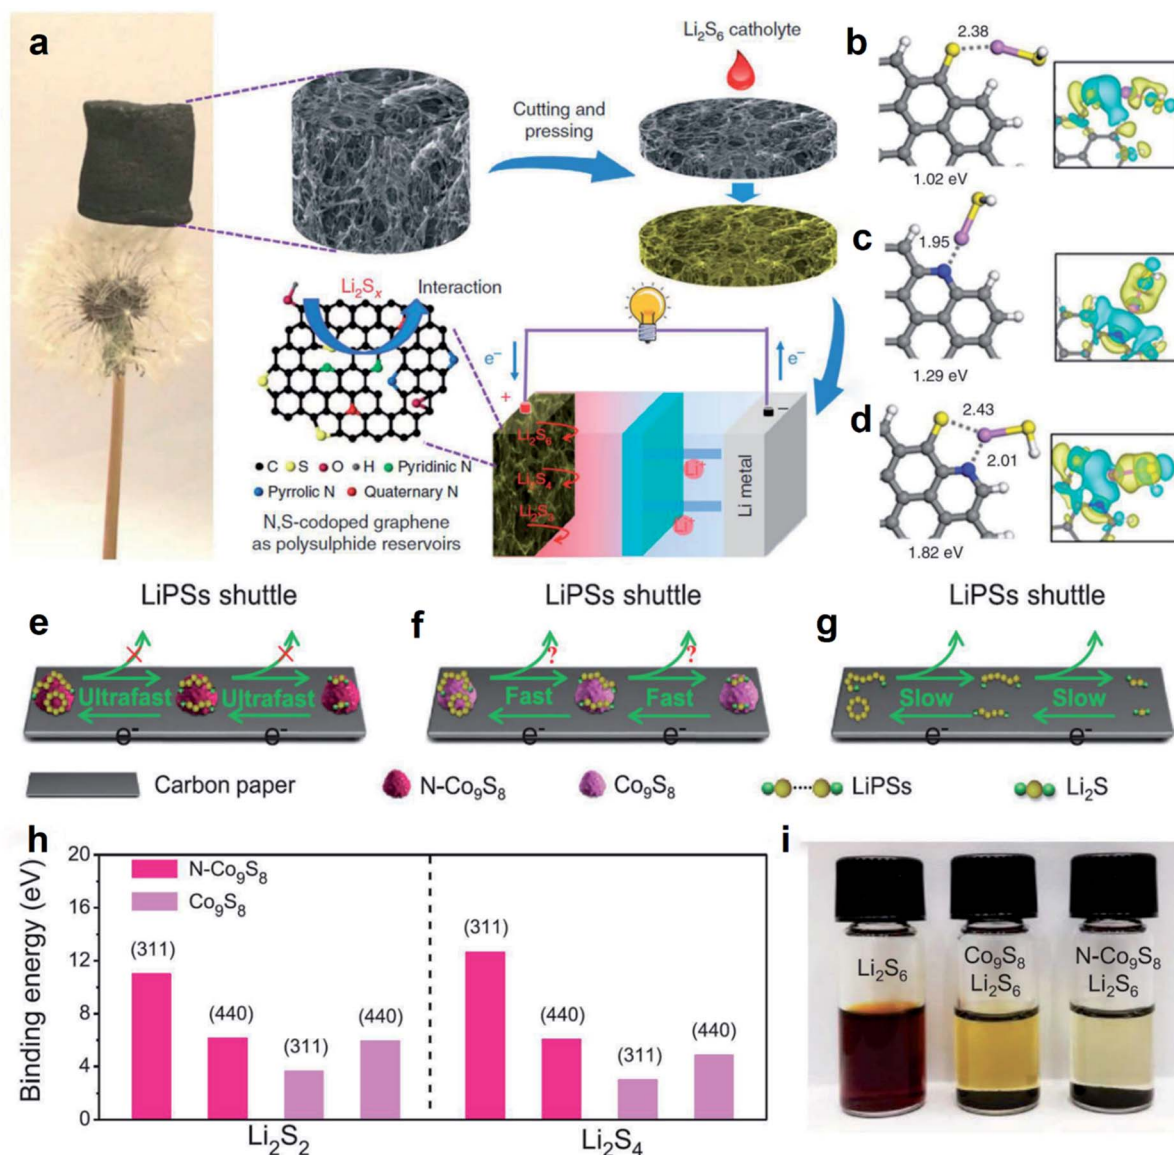 a
Li₂S₆ catholyte
Cutting and
pressing
Li₂Sₓ
Interaction
e⁻
e⁻
+
−
Li₂S₆
Li₂S₄
Li⁺
Li⁺
Li metal
C S O H Pyridinic N
Pyrrolic N Quaternary N
N,S-codoped graphene
as polysulphide reservoirs
b
2.38
1.02 eV
c
1.95
1.29 eV
d
2.43
2.01
1.82 eV
e
LiPSs shuttle
Ultrafast Ultrafast
e⁻ e⁻
f
LiPSs shuttle
? ?
Fast Fast
e⁻ e⁻
g
LiPSs shuttle
Slow Slow
e⁻ e⁻
Carbon paper N-Co₉S₈ Co₉S₈ LiPSs Li₂S
h
Binding energy (eV)
20
16
12
8
4
0
N-Co₉S₈
Co₉S₈
(311)
(440)
(311)
(440)
(311)
(440)
(311)
(440)
Li₂S₂
Li₂S₄
i
Li₂S₆
Co₉S₈
Li₂S₆
N-Co₉S₈
Li₂S₆